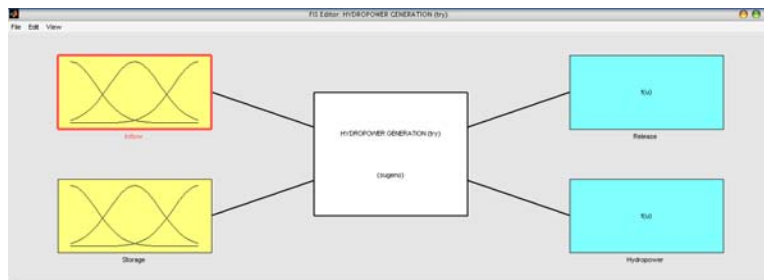 FIS Editor: HYDROPOWER GENERATION (try)
File Edit View
Inflow
Storage
HYDROPOWER GENERATION (try)
(sugeno)
f(u)
Release
f(u)
Hydropower